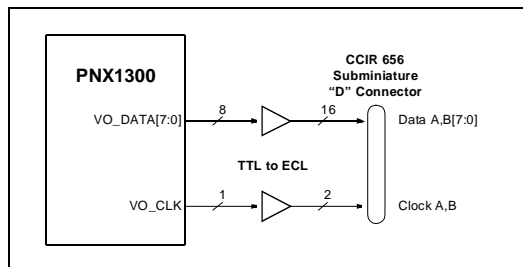 CCIR 656
Subminiature
“D” Connector
PNX1300
VO_DATA[7:0]
8
16
Data A,B[7:0]
TTL to ECL
VO_CLK
1
2
Clock A,B